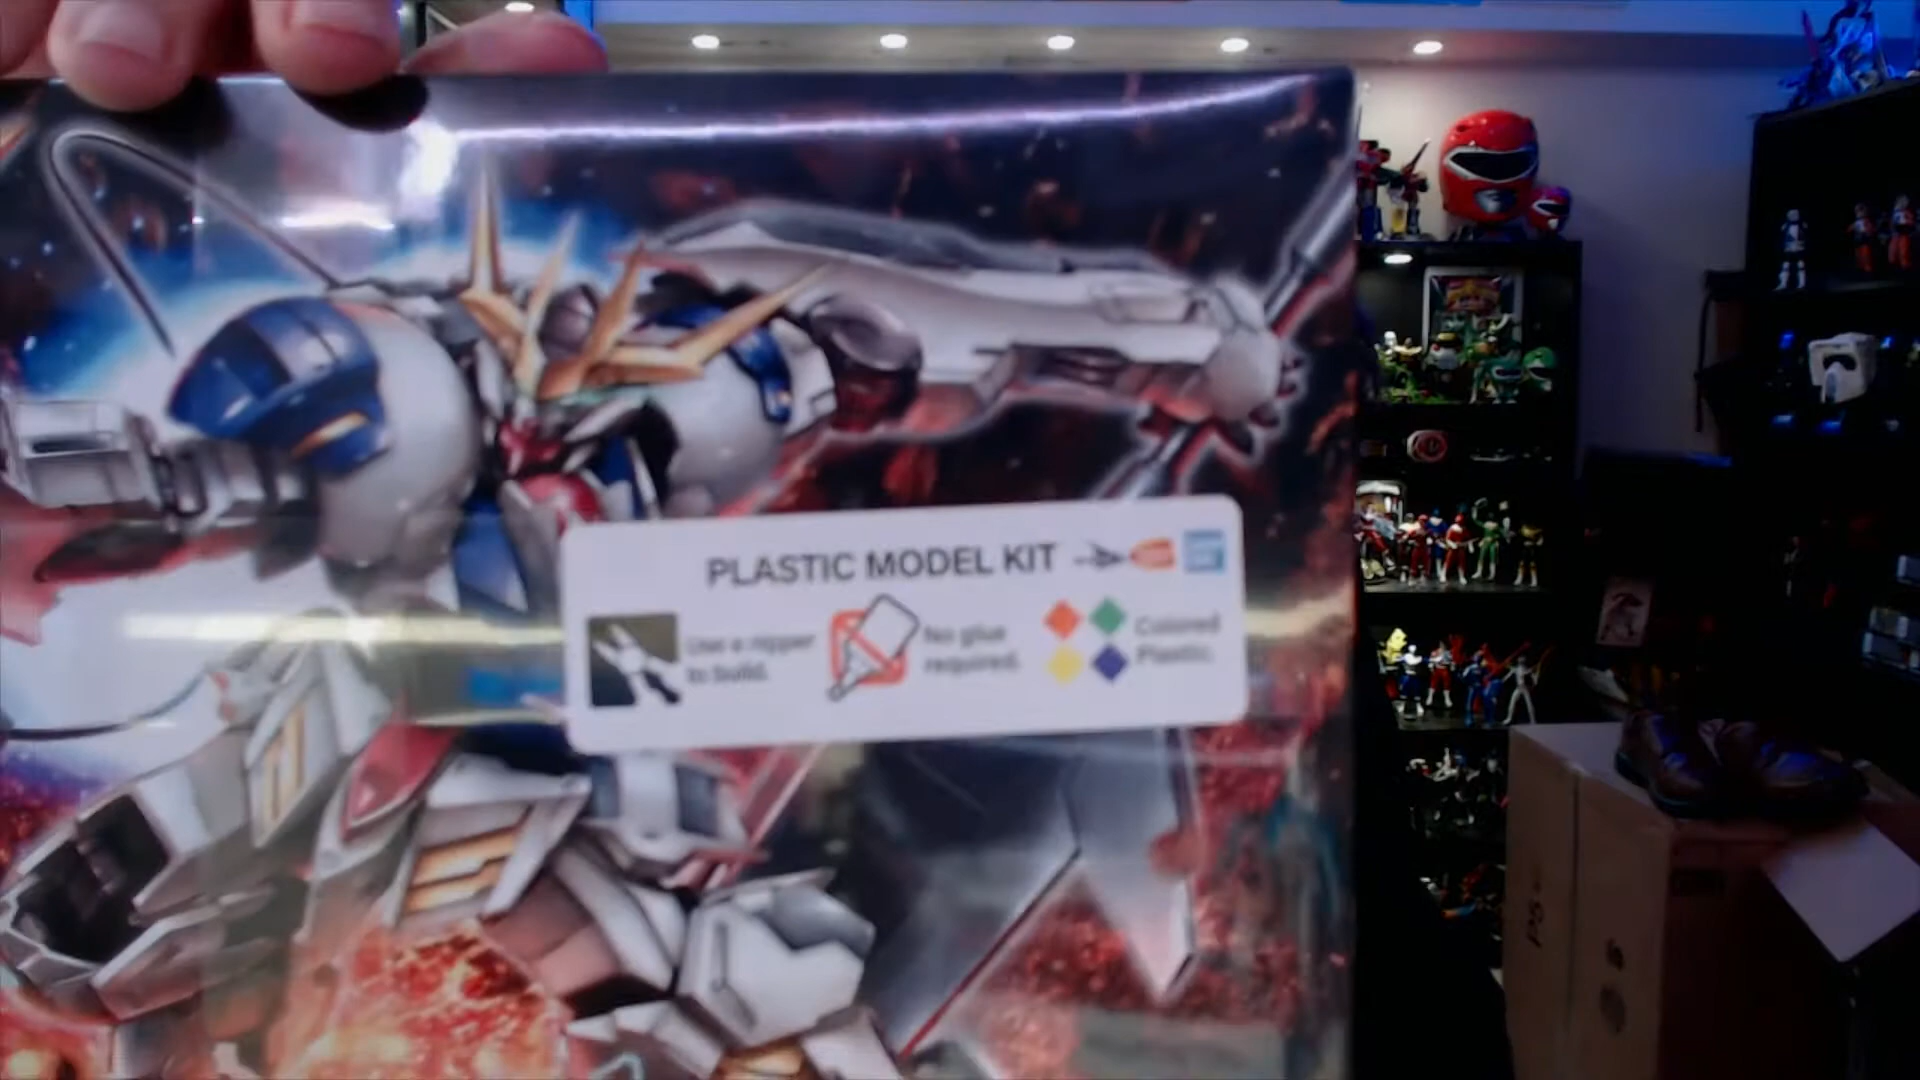 PLASTIC MODEL KIT
Use a nipper
to build.
No glue
required.
Colored
Plastic.